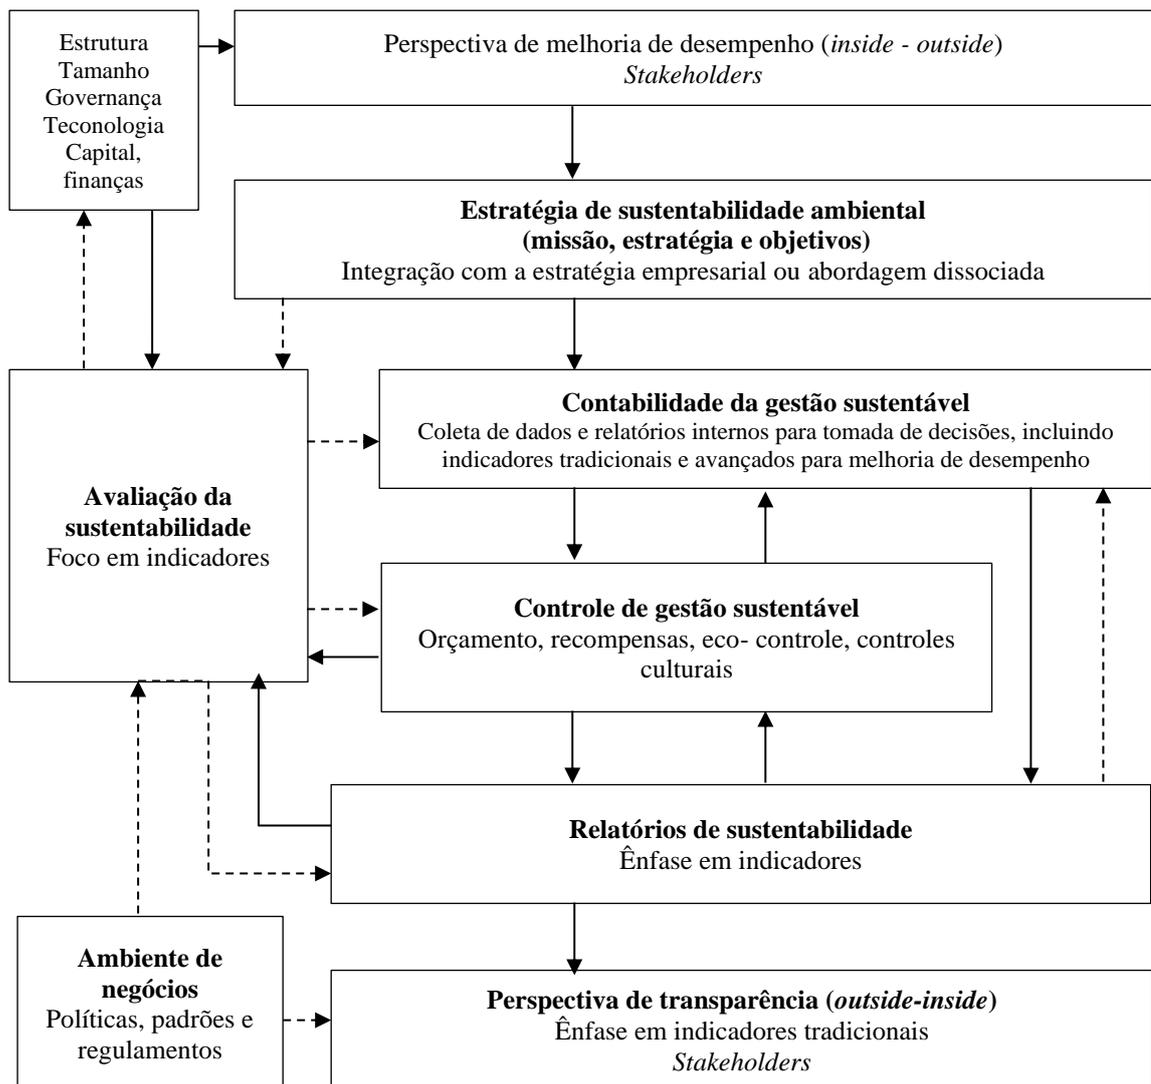 Estrutura
Tamanho
Governança
Teconologia
Capital,
finanças
Perspectiva de melhoria de desempenho (inside - outside)
Stakeholders
Estratégia de sustentabilidade ambiental
(missão, estratégia e objetivos)
Integração com a estratégia empresarial ou abordagem dissociada
Contabilidade da gestão sustentável
Coleta de dados e relatórios internos para tomada de decisões, incluindo
indicadores tradicionais e avançados para melhoria de desempenho
Avaliação da
sustentabilidade
Foco em indicadores
Controle de gestão sustentável
Orçamento, recompensas, eco- controle, controles
culturais
Relatórios de sustentabilidade
Ênfase em indicadores
Ambiente de
negócios
Políticas, padrões e
regulamentos
Perspectiva de transparência (outside-inside)
Ênfase em indicadores tradicionais
Stakeholders